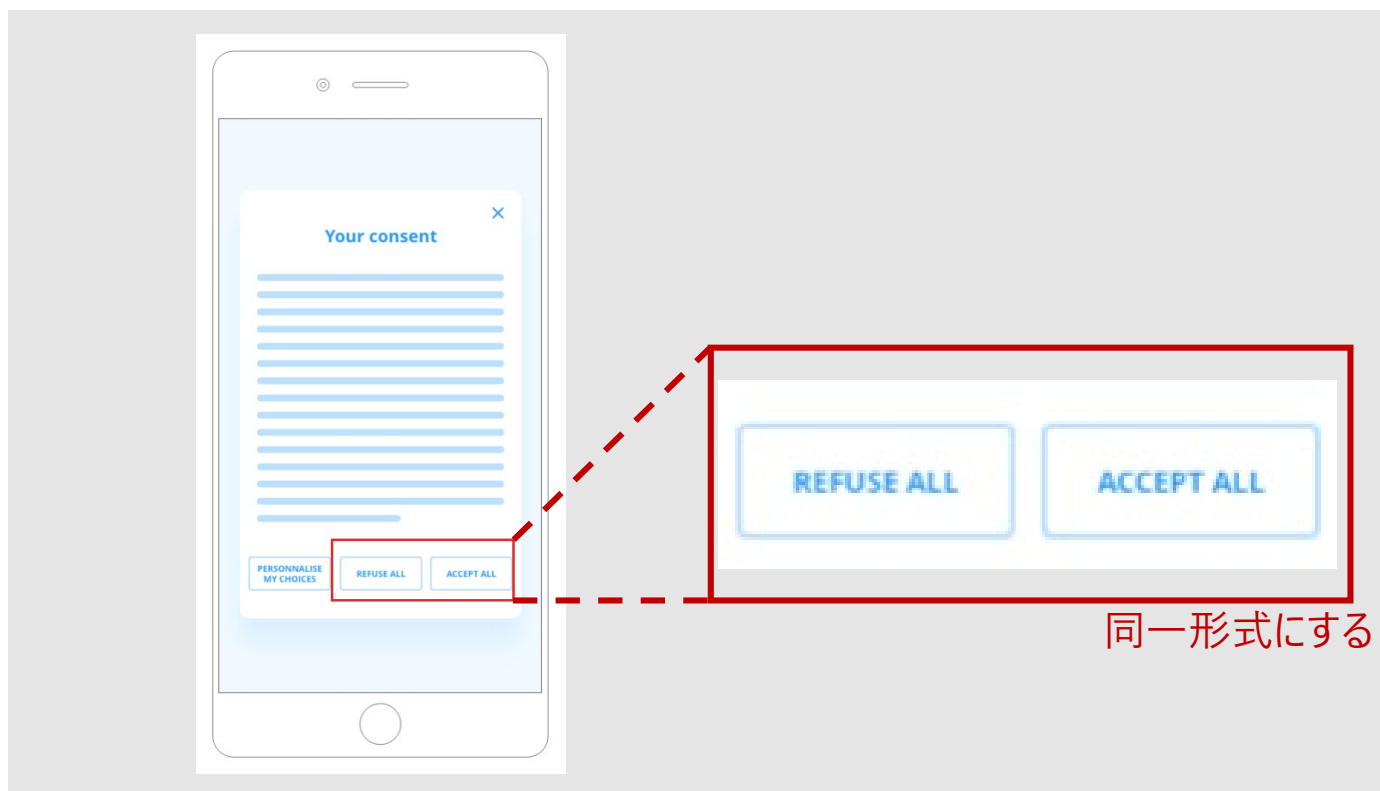 Your consent
PERSONNALISE
MY CHOICES
REFUSE ALL
ACCEPT ALL
REFUSE ALL
ACCEPT ALL
同一形式にする